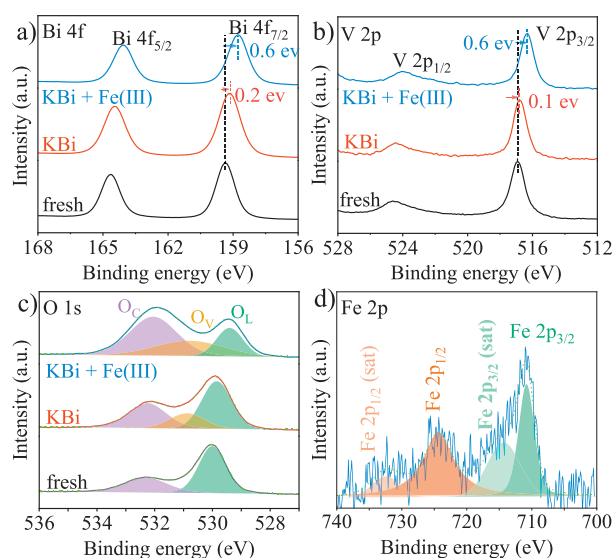 a) Bi 4f
Bi 4f5/2
Bi 4f7/2
0.6 ev
KBi + Fe(III)
0.2 ev
KBi
fresh
Intensity (a.u.)
168 165 162 159 156
Binding energy (eV)
b) V 2p
V 2p1/2
V 2p3/2
0.6 ev
KBi + Fe(III)
0.1 ev
KBi
fresh
Intensity (a.u.)
528 524 520 516 512
Binding energy (eV)
c) O 1s
OC OV OL
KBi + Fe(III)
KBi
fresh
Intensity (a.u.)
536 534 532 530 528
Binding energy (eV)
d) Fe 2p
Fe 2p1/2 (sat)
Fe 2p1/2
Fe 2p3/2 (sat)
Fe 2p3/2
Intensity (a.u.)
740 730 720 710 700
Binding energy (eV)